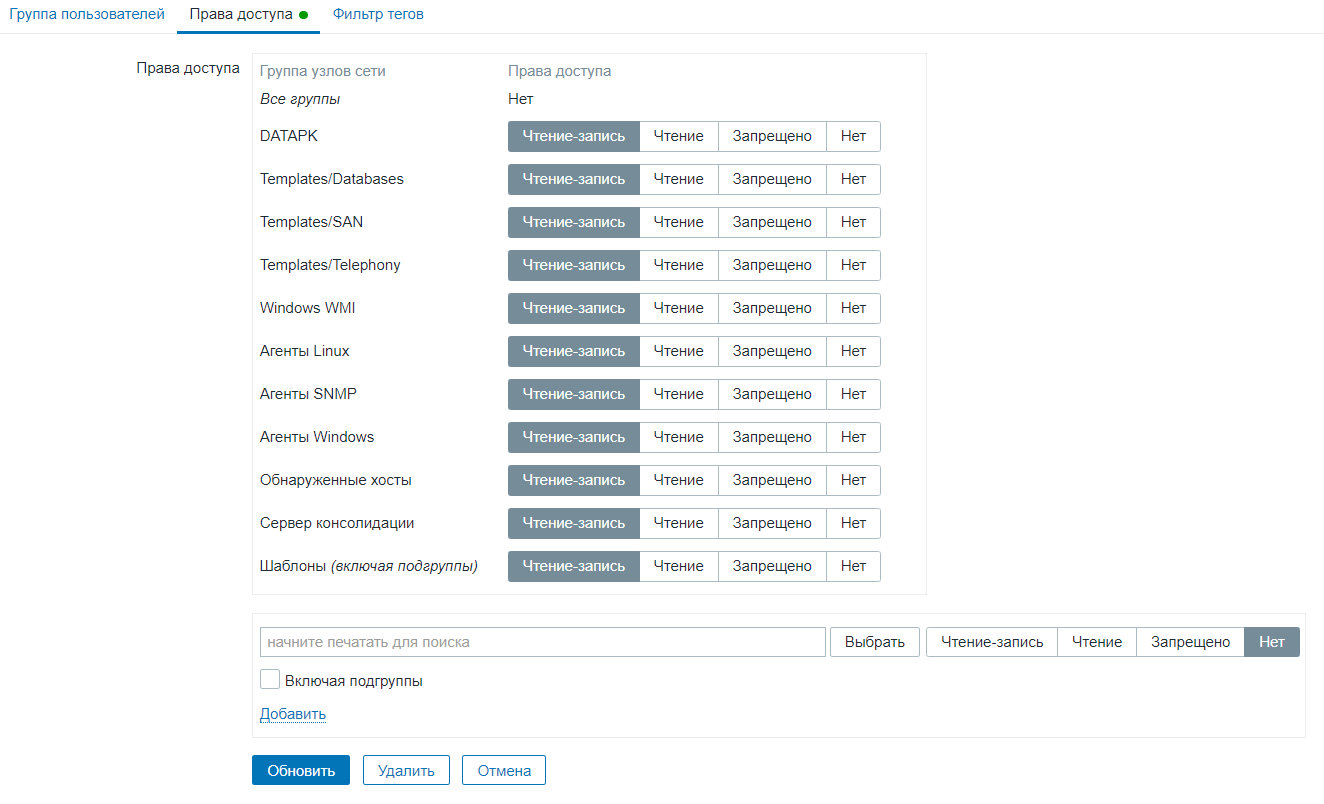 Группа пользователей Права доступа Фильтр тегов
Права доступа Группа узлов сети Права доступа
Все группы Нет
DATAPK Чтение-запись Чтение Запрещено Нет
Templates/Databases Чтение-запись Чтение Запрещено Нет
Templates/SAN Чтение-запись Чтение Запрещено Нет
Templates/Telephony Чтение-запись Чтение Запрещено Нет
Windows WMI Чтение-запись Чтение Запрещено Нет
Агенты Linux Чтение-запись Чтение Запрещено Нет
Агенты SNMP Чтение-запись Чтение Запрещено Нет
Агенты Windows Чтение-запись Чтение Запрещено Нет
Обнаруженные хосты Чтение-запись Чтение Запрещено Нет
Сервер консолидации Чтение-запись Чтение Запрещено Нет
Шаблоны (включая подгруппы) Чтение-запись Чтение Запрещено Нет
начните печатать для поиска Выбрать Чтение-запись Чтение Запрещено Нет
Включая подгруппы
Добавить
Обновить Удалить Отмена